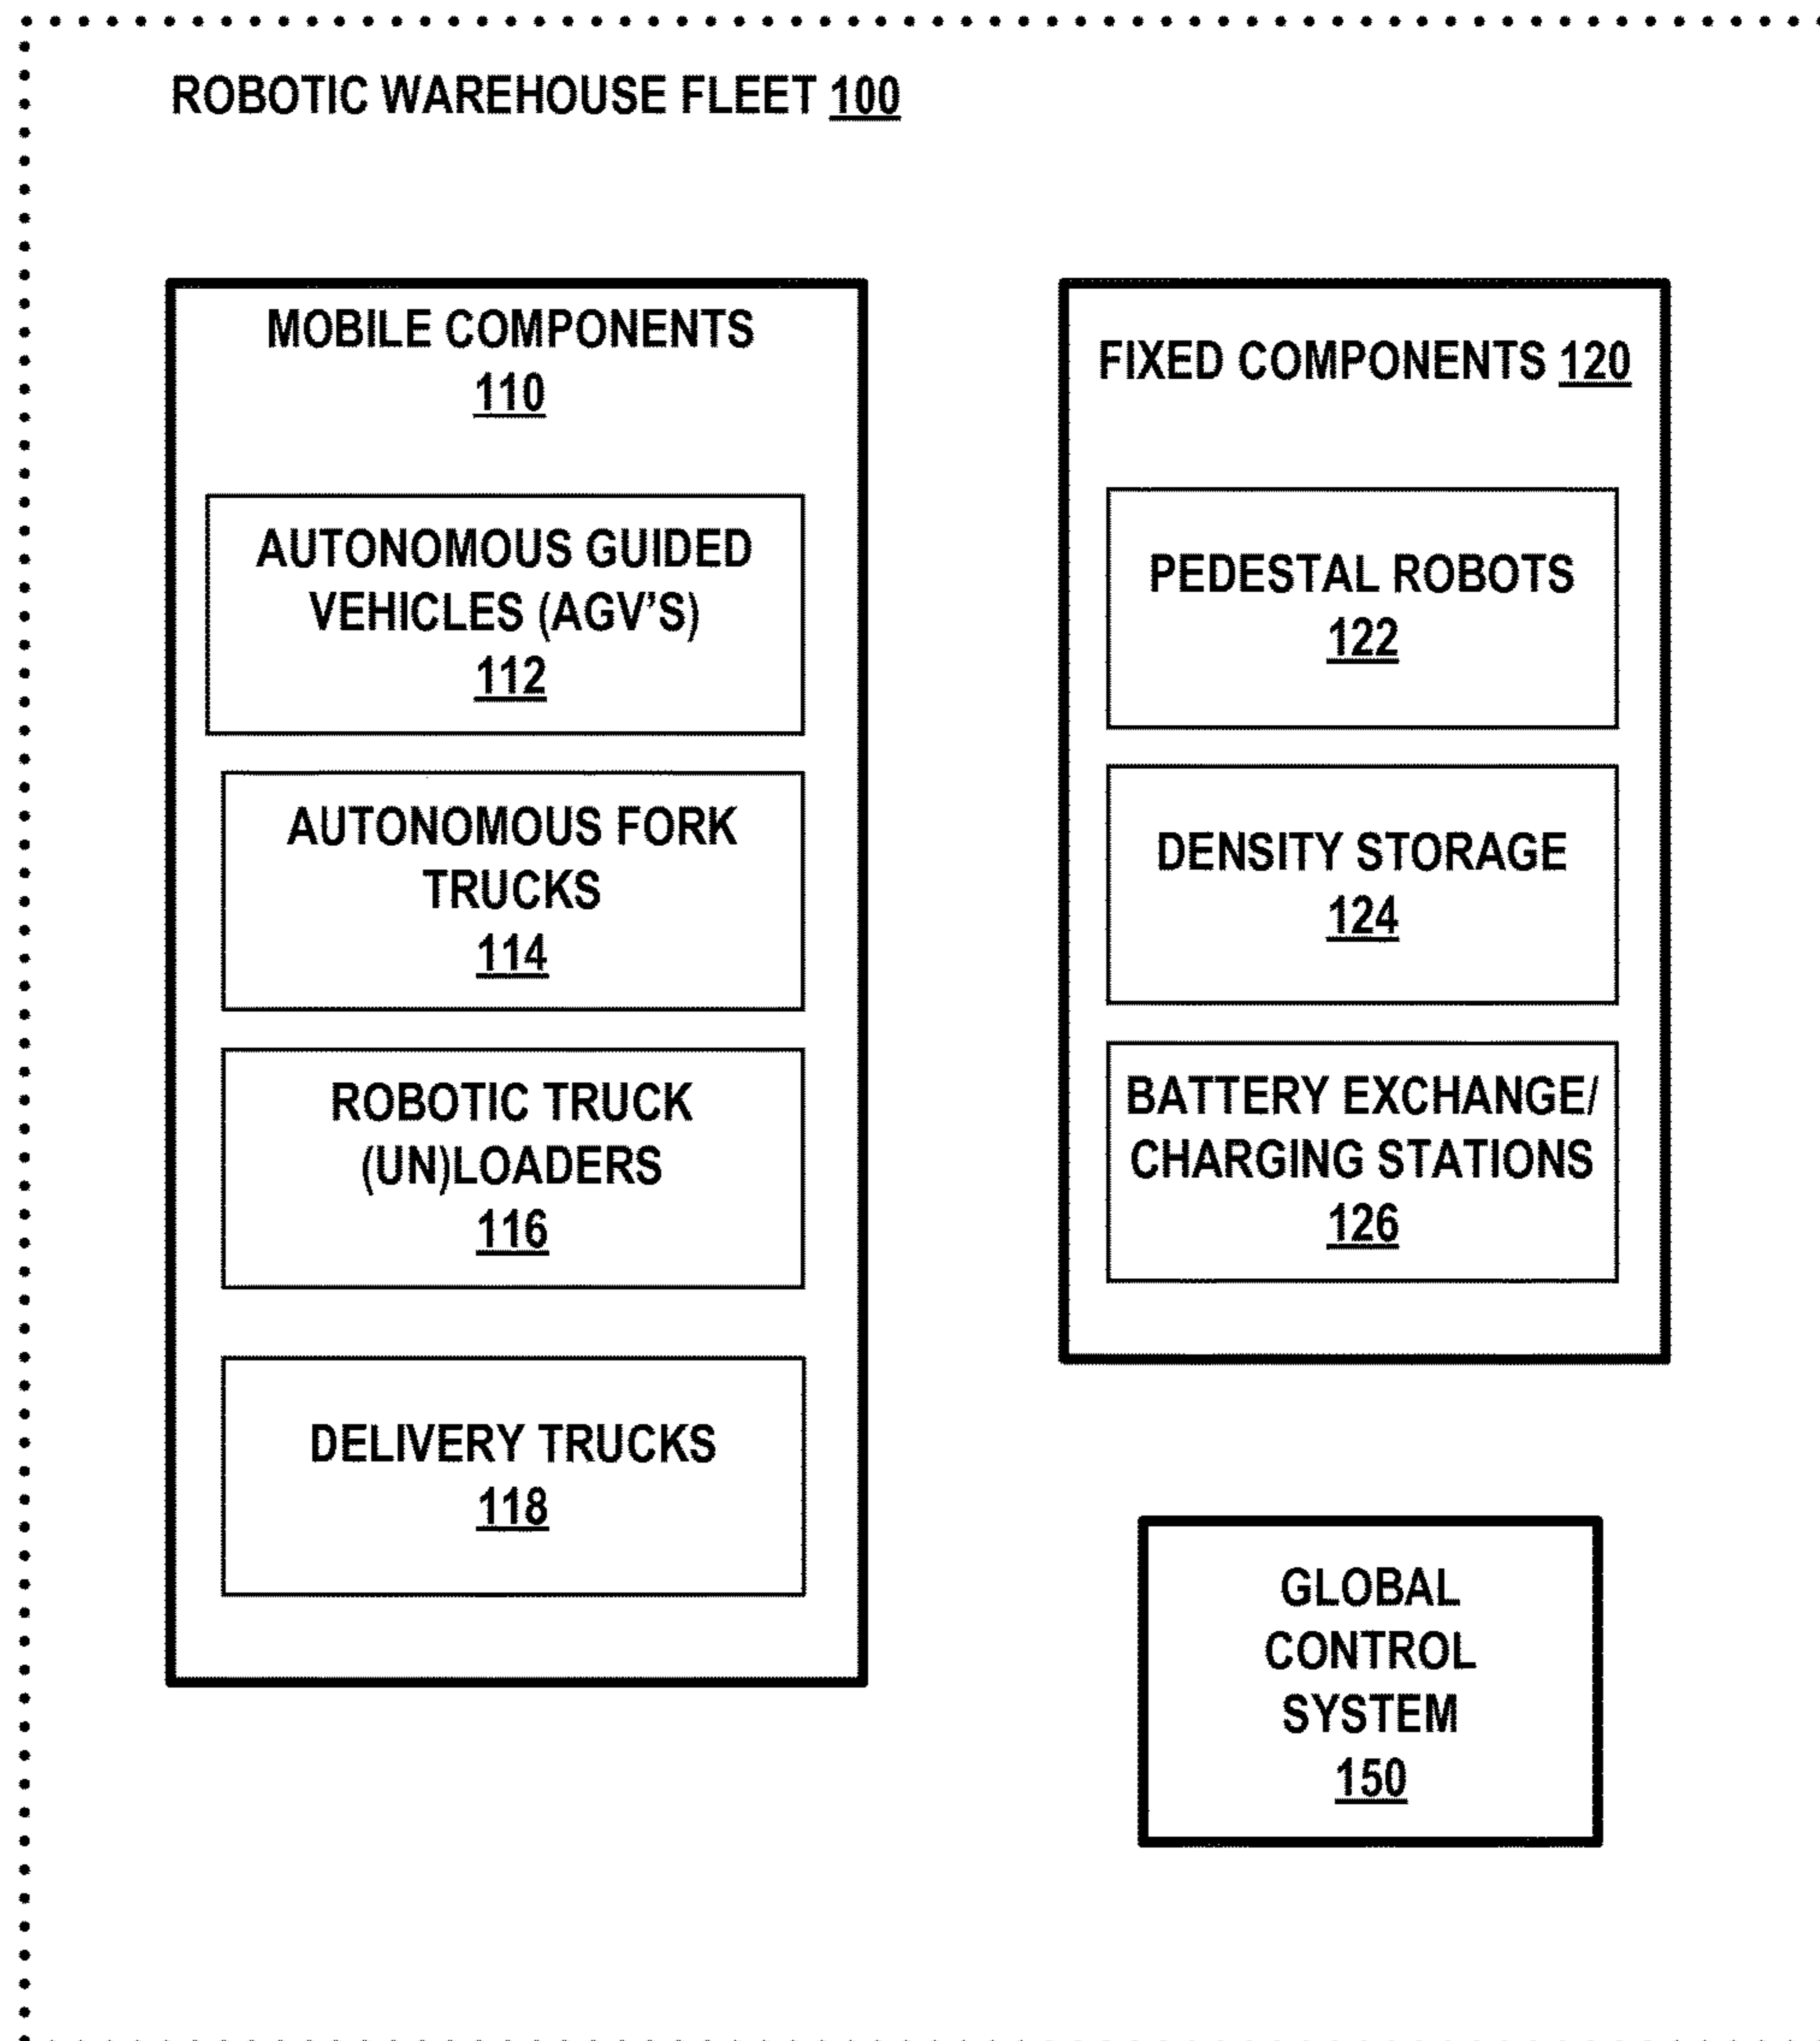 ROBOTIC WAREHOUSE FLEET 100
MOBILE COMPONENTS
110
AUTONOMOUS GUIDED
VEHICLES (AGV'S)
112
AUTONOMOUS FORK
TRUCKS
114
ROBOTIC TRUCK
(UN)LOADERS
116
DELIVERY TRUCKS
118
FIXED COMPONENTS 120
PEDESTAL ROBOTS
122
DENSITY STORAGE
124
BATTERY EXCHANGE/
CHARGING STATIONS
126
GLOBAL
CONTROL
SYSTEM
150